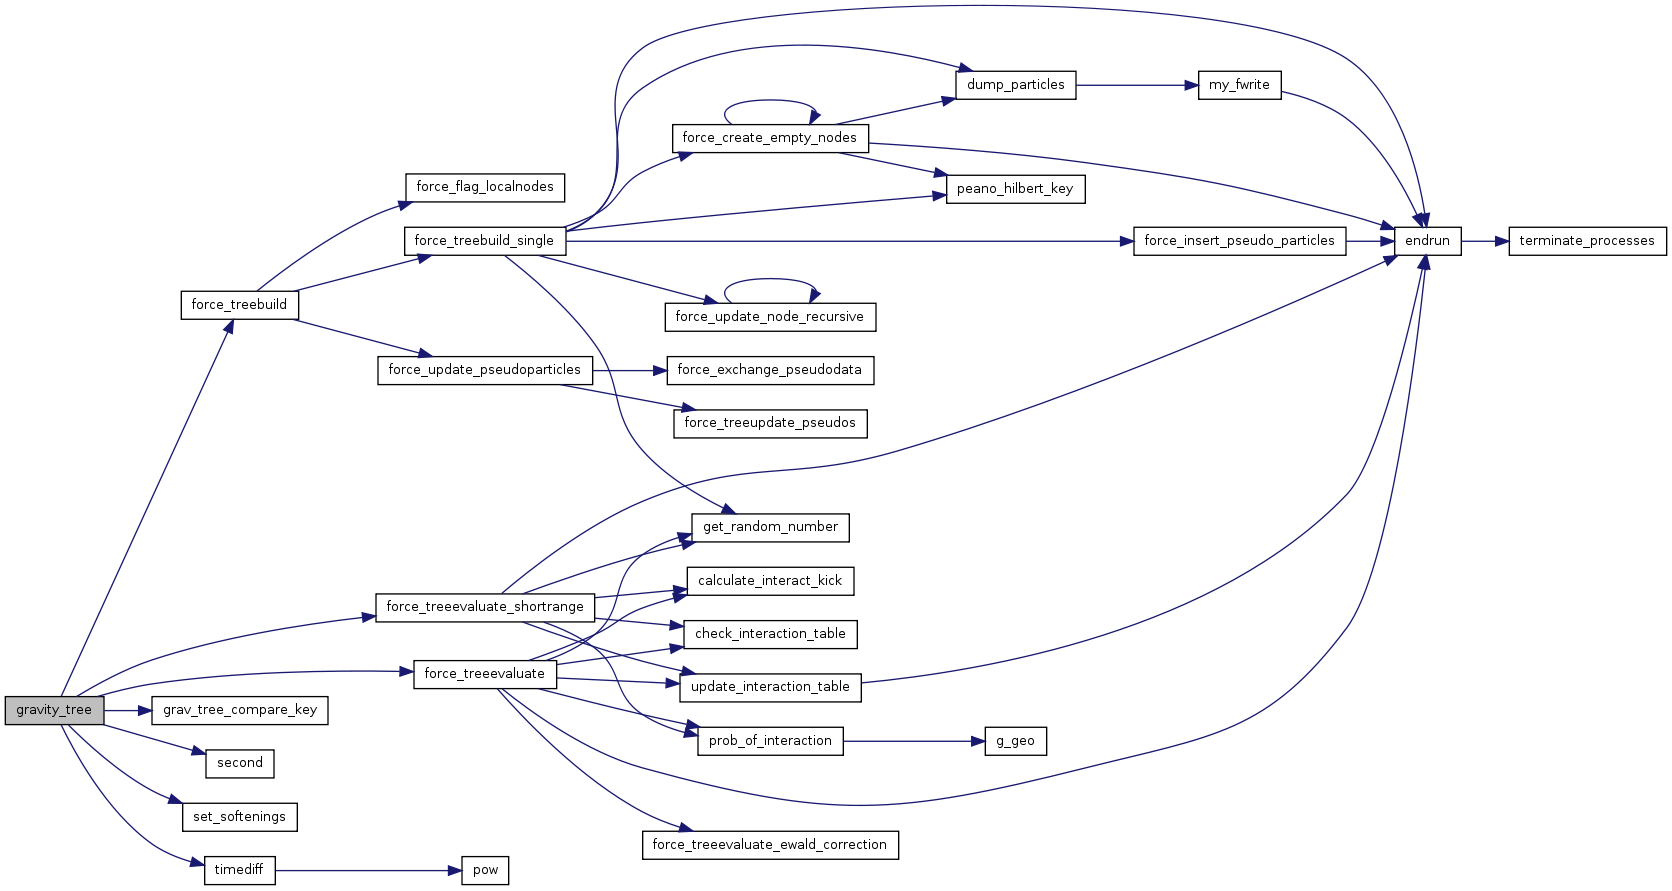 dump_particles
my_fwrite
force_create_empty_nodes
force_flag_localnodes
peano_hilbert_key
force_treebuild_single
force_insert_pseudo_particles
endrun
terminate_processes
force_treebuild
force_update_node_recursive
force_update_pseudoparticles
force_exchange_pseudodata
force_treeupdate_pseudos
get_random_number
calculate_interact_kick
force_treeevaluate_shortrange
check_interaction_table
force_treeevaluate
update_interaction_table
gravity_tree
grav_tree_compare_key
prob_of_interaction
g_geo
second
set_softenings
force_treeevaluate_ewald_correction
timediff
pow